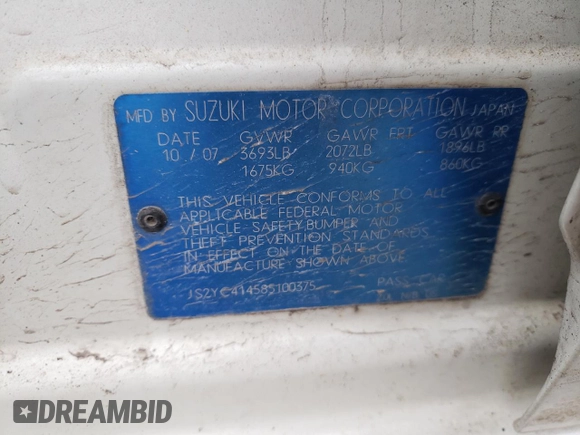 MFD BY SUZUKI MOTOR CORPORATION JAPAN
DATE GVWR GAWR FRT GAWR RR
10 / 07 3693LB 2072LB 1896LB
1675KG 940KG 860KG
THIS VEHICLE CONFORMS TO ALL
APPLICABLE FEDERAL MOTOR
VEHICLE SAFETY,BUMPER AND
THEFT PREVENTION STANDARDS
IN EFFECT ON THE DATE OF
MANUFACTURE SHOWN ABOVE.
JS2YC414585100375 PASS
DREAMBID